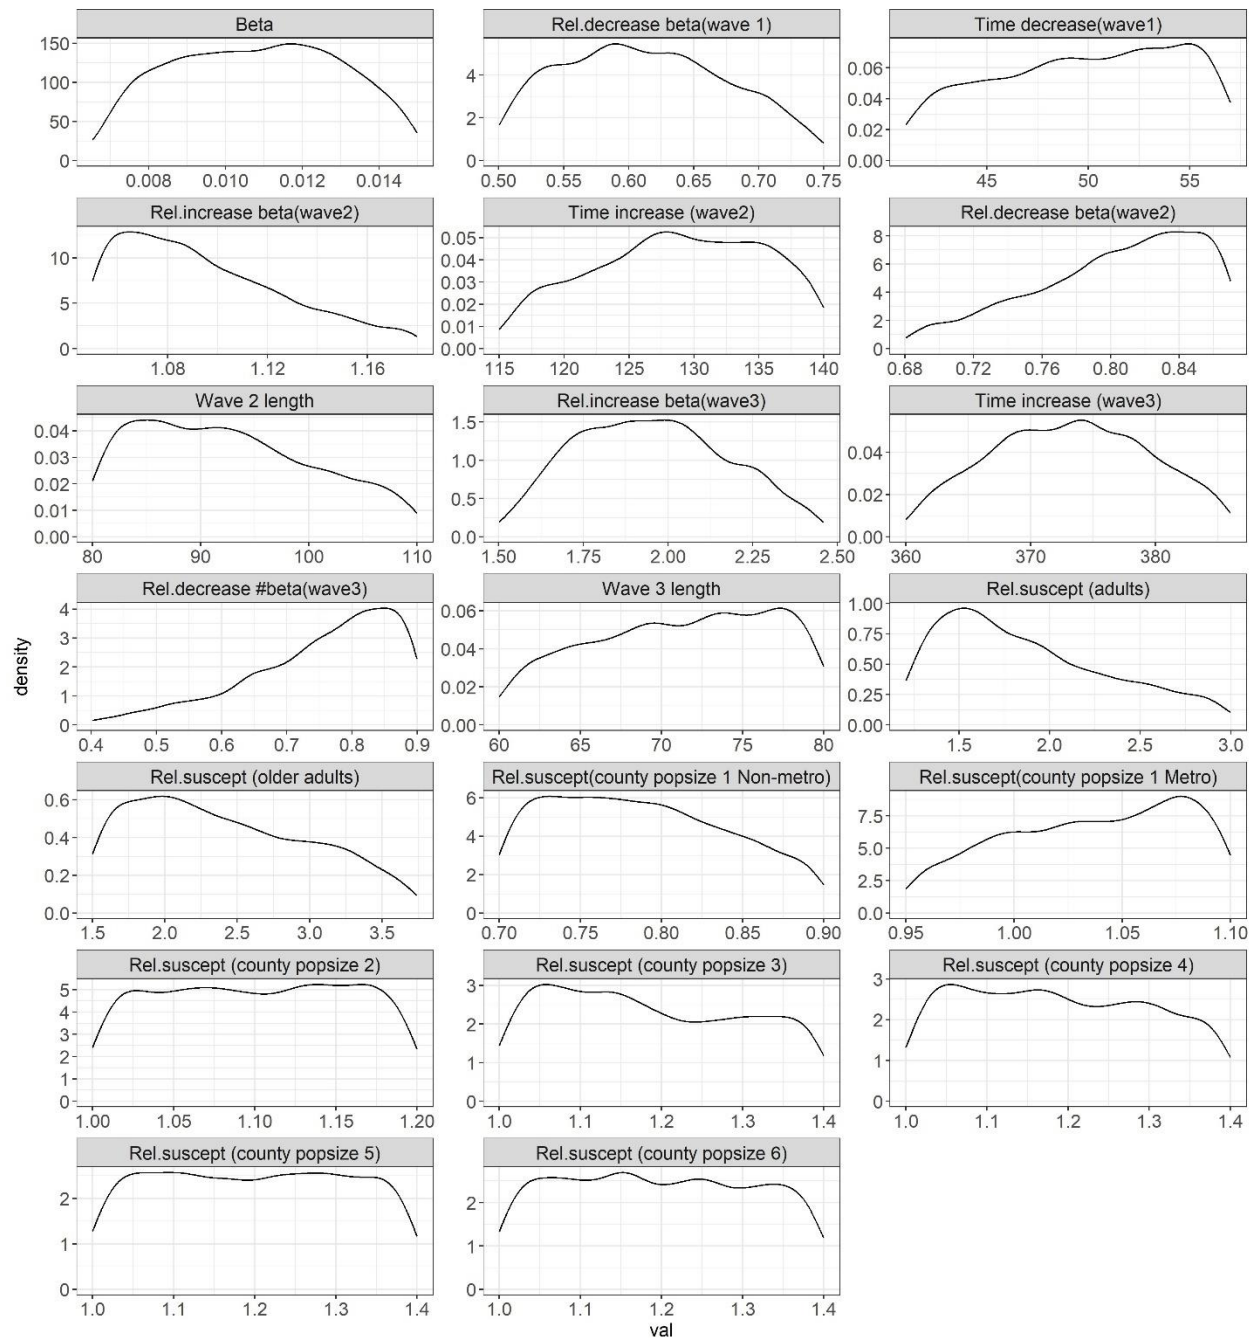 Beta
Rel.decrease beta(wave 1)
Time decrease(wave1)
150
100
50
0
0.008 0.010 0.012 0.014
4
2
0
0.50 0.55 0.60 0.65 0.70 0.75
0.06
0.04
0.02
0.00
45 50 55
Rel.increase beta(wave2)
Time increase (wave2)
Rel.decrease beta(wave2)
10
5
0
1.08 1.12 1.16
0.05
0.04
0.03
0.02
0.01
0.00
115 120 125 130 135 140
8
6
4
2
0
0.68 0.72 0.76 0.80 0.84
Wave 2 length
Rel.increase beta(wave3)
Time increase (wave3)
0.04
0.03
0.02
0.01
0.00
80 90 100 110
1.5
1.0
0.5
0.0
1.50 1.75 2.00 2.25 2.50
0.04
0.02
0.00
360 370 380
Rel.decrease #beta(wave3)
Wave 3 length
Rel.suscept (adults)
4
3
2
1
0
0.4 0.5 0.6 0.7 0.8 0.9
0.06
0.04
0.02
0.00
60 65 70 75 80
1.00
0.75
0.50
0.25
0.00
1.5 2.0 2.5 3.0
density
Rel.suscept (older adults)
Rel.suscept(county popsize 1 Non-metro)
Rel.suscept(county popsize 1 Metro)
0.6
0.4
0.2
0.0
1.5 2.0 2.5 3.0 3.5
6
4
2
0
0.70 0.75 0.80 0.85 0.90
7.5
5.0
2.5
0.0
0.95 1.00 1.05 1.10
Rel.suscept (county popsize 2)
Rel.suscept (county popsize 3)
Rel.suscept (county popsize 4)
5
4
3
2
1
0
1.00 1.05 1.10 1.15 1.20
3
2
1
0
1.0 1.1 1.2 1.3 1.4
3
2
1
0
1.0 1.1 1.2 1.3 1.4
Rel.suscept (county popsize 5)
Rel.suscept (county popsize 6)
2
1
0
1.0 1.1 1.2 1.3 1.4
2
1
0
1.0 1.1 1.2 1.3 1.4
val